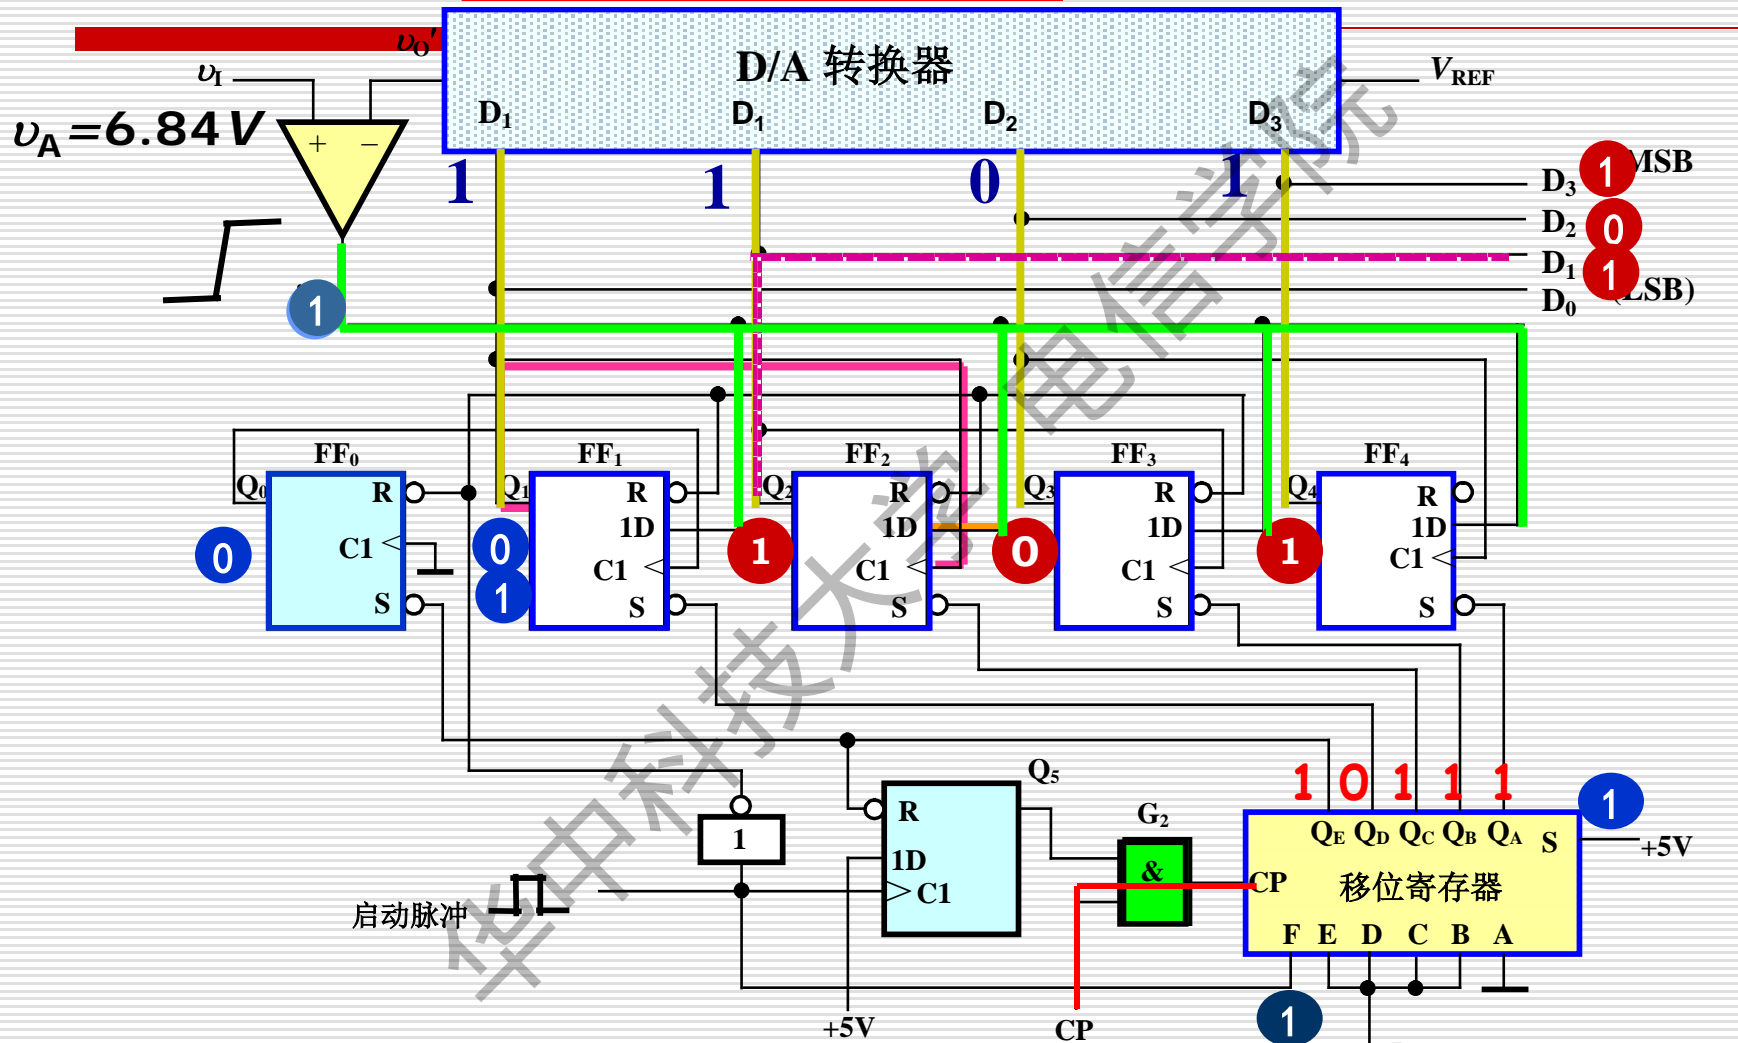 υO′
D/A 转换器
υI
VREF
υA=6.84V
+ −
D1 D1 D2 D3
1 1 0 1
D3 1 MSB
D2 0
D1 1
D0 (LSB)
1
FF0 FF1 FF2 FF3 FF4
Q0 R Q1 R Q2 R Q3 R Q4 R
1D 1D 1D 1D
C1 C1 C1 C1 C1
0 0 1 0 1
1
S S S S S
Q5
1 0 1 1 1
1
R G2
QE QD QC QB QA S
+5V
1
1D &
C1 CP 移位寄存器
启动脉冲
F E D C B A
+5V CP 1
华中科技大学 电信学院